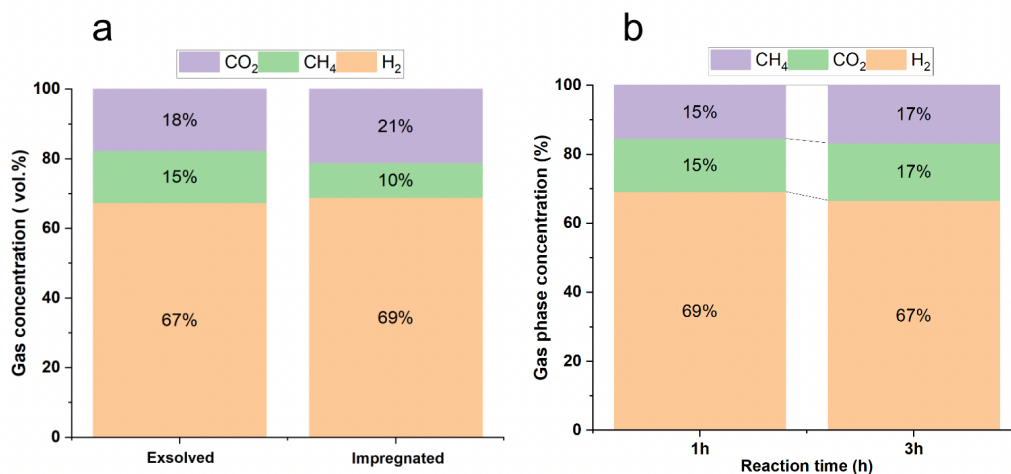 a
CO₂ CH₄ H₂
Gas concentration ( vol.%)
100
80
60
40
20
0
18%
21%
15%
10%
67%
69%
Exsolved Impregnated
b
CH₄ CO₂ H₂
Gas phase concentration (%)
100
80
60
40
20
0
15%
17%
15%
17%
69%
67%
1h 3h
Reaction time (h)